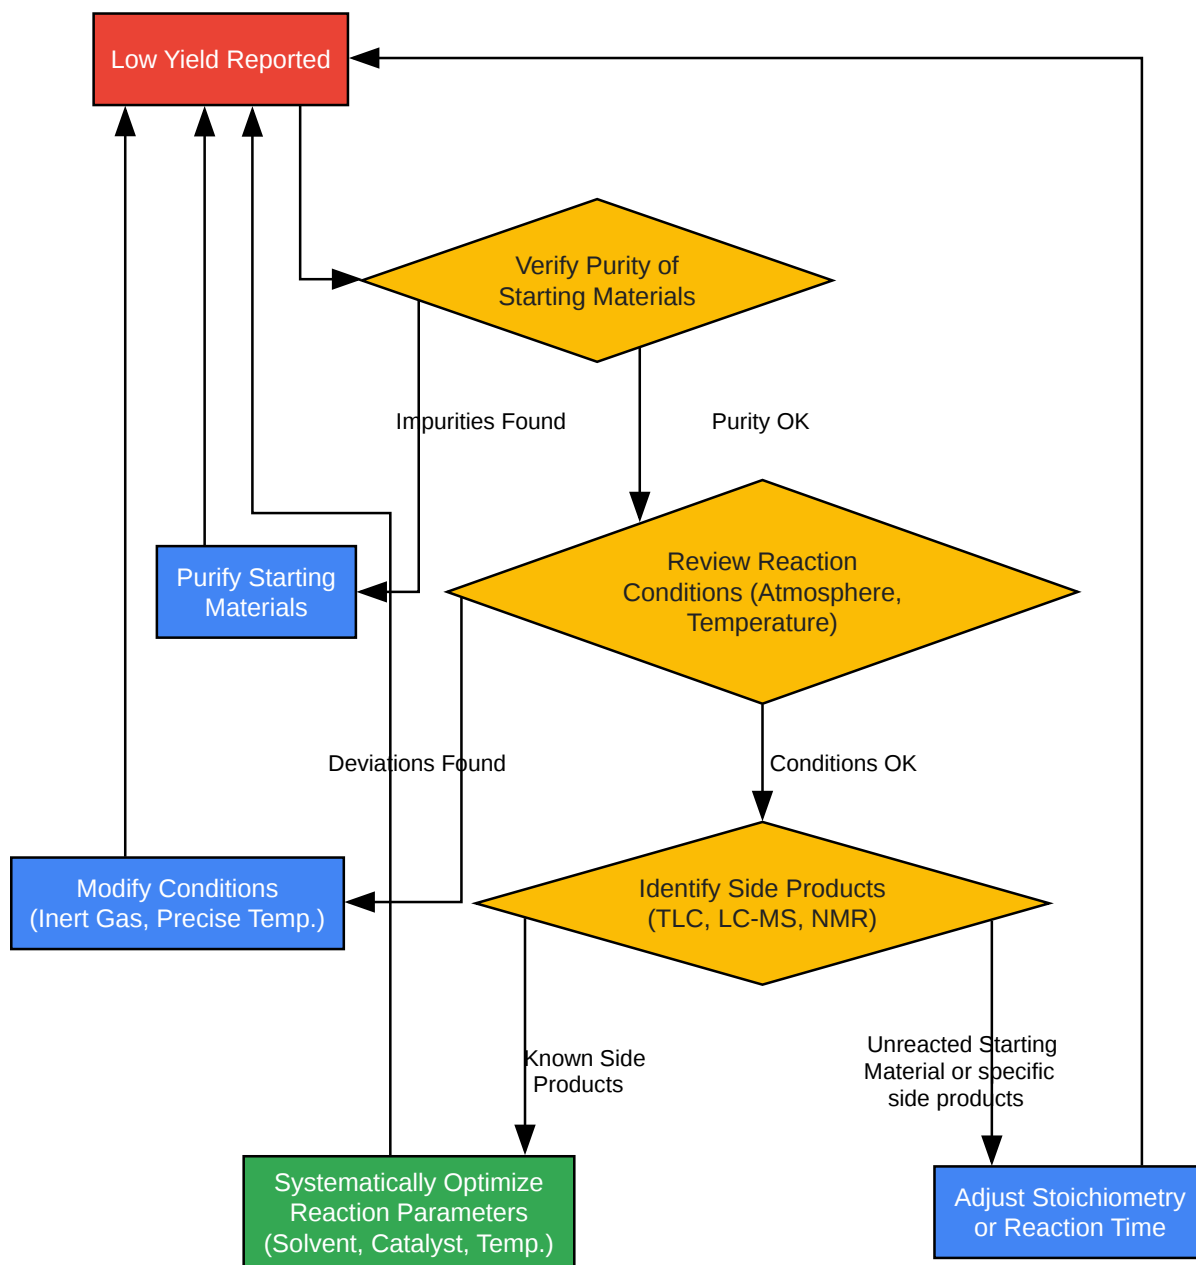 Low Yield Reported
Verify Purity of
Starting Materials
Impurities Found
Purity OK
Review Reaction
Conditions (Atmosphere,
Temperature)
Purify Starting
Materials
Deviations Found
Conditions OK
Modify Conditions
(Inert Gas, Precise Temp.)
Identify Side Products
(TLC, LC-MS, NMR)
Known Side
Products
Unreacted Starting
Material or specific
side products
Systematically Optimize
Reaction Parameters
(Solvent, Catalyst, Temp.)
Adjust Stoichiometry
or Reaction Time